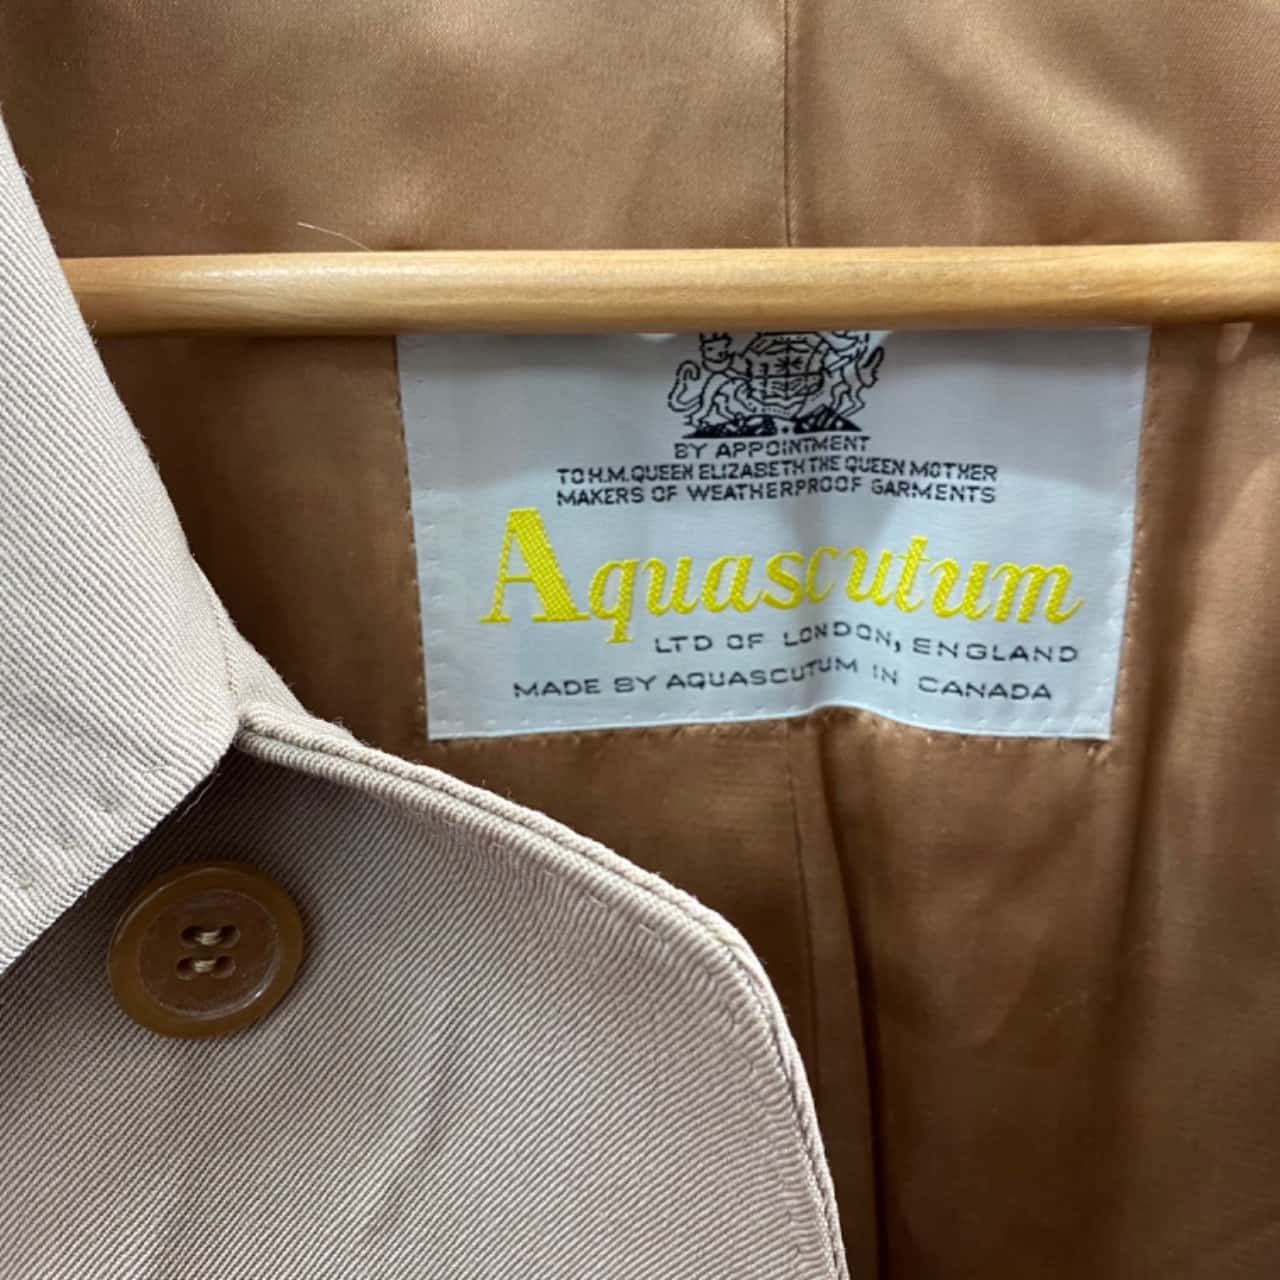 BY APPOINTMENT
TO H.M. QUEEN ELIZABETH THE QUEEN MOTHER
MAKERS OF WEATHERPROOF GARMENTS
Aquascutum
LTD OF LONDON, ENGLAND
MADE BY AQUASCUTUM IN CANADA